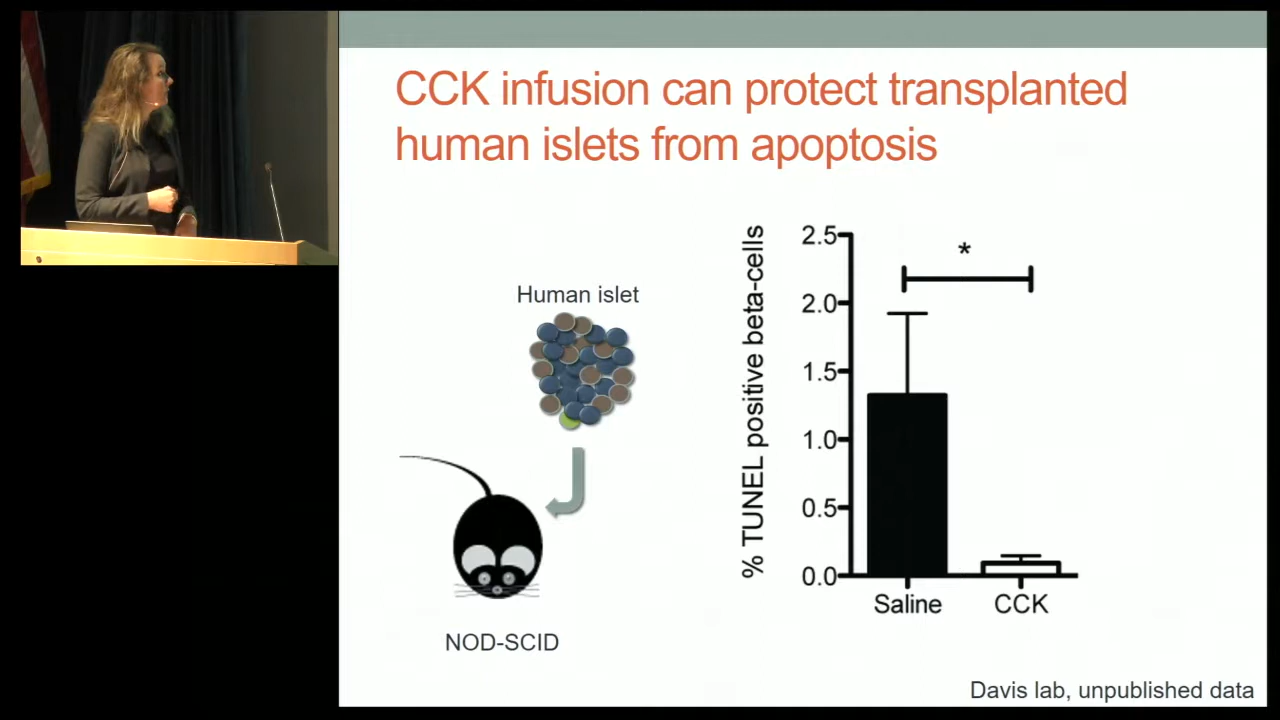 CCK infusion can protect transplanted
human islets from apoptosis
Human islet
NOD-SCID
% TUNEL positive beta-cells
2.5
2.0
1.5
1.0
0.5
0.0
*
Saline
CCK
Davis lab, unpublished data